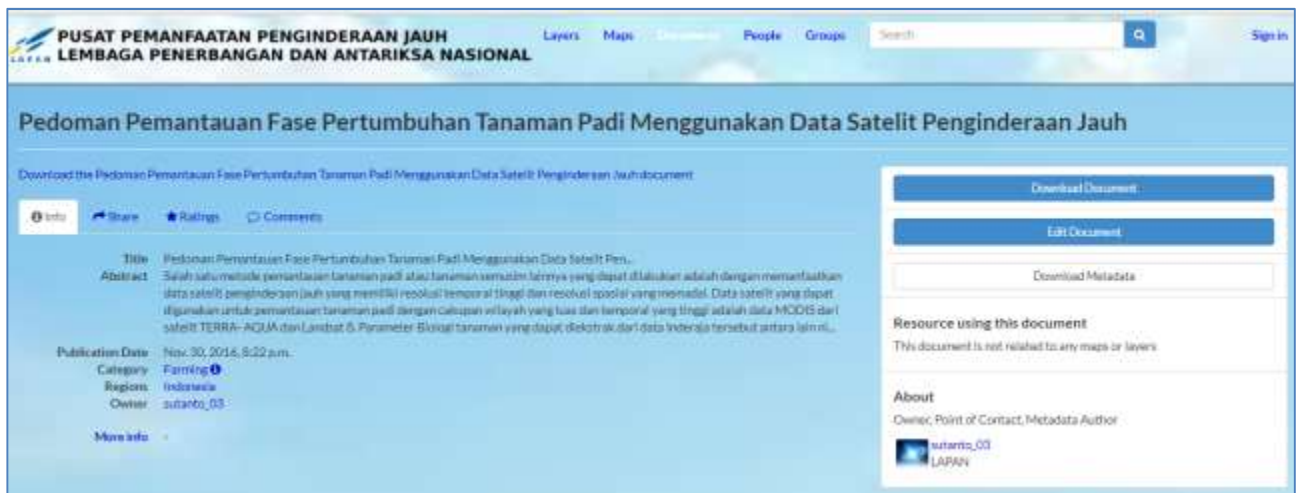 LAPAN
PUSAT PEMANFAATAN PENGINDERAAN JAUH
LEMBAGA PENERBANGAN DAN ANTARIKSA NASIONAL
Layers Maps Documents People Groups Search Sign in
Pedoman Pemantauan Fase Pertumbuhan Tanaman Padi Menggunakan Data Satelit Penginderaan Jauh
Download the Pedoman Pemantauan Fase Pertumbuhan Tanaman Padi Menggunakan Data Satelit Penginderaan Jauh document
Info Share Ratings Comments
Title Pedoman Pemantauan Fase Pertumbuhan Tanaman Padi Menggunakan Data Satelit Pen...
Abstract Salah satu metode pemantauan tanaman padi atau tanaman semusim lainnya yang dapat dilakukan adalah dengan memanfaatkan
data satelit penginderaan jauh yang memiliki resolusi temporal tinggi dan resolusi spasial yang memadai. Data satelit yang dapat
digunakan untuk pemantauan tanaman padi dengan cakupan wilayah yang luas dan temporal yang tinggi adalah data MODIS dari
satelit TERRA- AQUA dan Landsat 8. Parameter Biologi tanaman yang dapat diekstrak dari data inderaja tersebut antara lain ni...
Publication Date Nov. 30, 2016, 8:22 p.m.
Category Farming
Regions Indonesia
Owner sutanto_03
More info -
Download Document
Edit Document
Download Metadata
Resource using this document
This document is not related to any maps or layers
About
Owner, Point of Contact, Metadata Author
sutanto_03
LAPAN